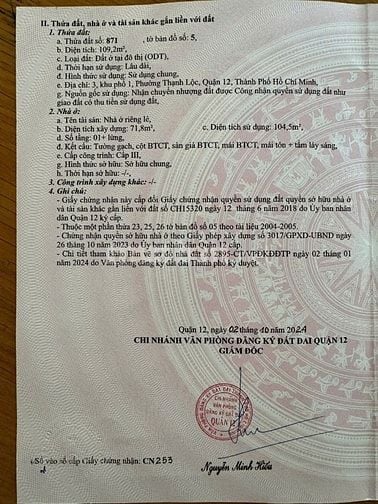 II. Thửa đất, nhà ở và tài sản khác gắn liền với đất
1. Thửa đất:
a. Thửa đất số: 871 , tờ bản đồ số: 5,
b. Diện tích: 109,2m²,
c. Loại đất: Đất ở tại đô thị (ODT),
d. Thời hạn sử dụng: Lâu dài,
đ. Hình thức sử dụng: Sử dụng chung,
e. Địa chỉ: 3, khu phố 1, Phường Thạnh Lộc, Quận 12, Thành Phố Hồ Chí Minh,
g. Nguồn gốc sử dụng: Nhận chuyển nhượng đất được Công nhận quyền sử dụng đất như
giao đất có thu tiền sử dụng đất,
2. Nhà ở:
a. Tên tài sản: Nhà ở riêng lẻ,
b. Diện tích xây dựng: 71,8m², c. Diện tích sử dụng: 104,5m²,
d. Số tầng: 01+ lửng,
đ. Kết cấu: Tường gạch, cột BTCT, sàn giả BTCT, mái BTCT, mái tôn + tấm lấy sáng,
e. Cấp công trình: Cấp III,
g. Hình thức sở hữu: Sở hữu chung,
h. Thời hạn sở hữu: -/-.
3. Công trình xây dựng khác: -/-.
4. Ghi chú:
- Giấy chứng nhận này cấp đổi Giấy chứng nhận quyền sử dụng đất quyền sở hữu nhà ở
và tài sản khác gắn liền với đất số CH15320 ngày 12 tháng 6 năm 2018 do Ủy ban nhân
dân Quận 12 ký cấp.
- Thuộc một phần thửa 23, 25, 26 tờ bản đồ số 05 theo tài liệu 2004-2005.
- Chứng nhận quyền sở hữu nhà ở theo Giấy phép xây dựng số 3017/GPXD-UBND ngày
26 tháng 10 năm 2023 do Ủy ban nhân dân Quận 12 cấp.
- Chi tiết tham khảo Bản vẽ sơ đồ nhà đất số 2895-CT/VPĐKĐĐTP ngày 02 tháng 01
năm 2024 do Văn phòng đăng ký đất đai Thành phố ký duyệt.
Quận 12, ngày 02 tháng 10 năm 2024
CHI NHÁNH VĂN PHÒNG ĐĂNG KÝ ĐẤT ĐAI QUẬN 12
GIÁM ĐỐC
CHI NHÁNH
VĂN PHÒNG
ĐĂNG KÝ ĐẤT ĐAI
QUẬN 12
Số vào sổ cấp Giấy chứng nhận: CN253
Nguyễn Minh Hiếu